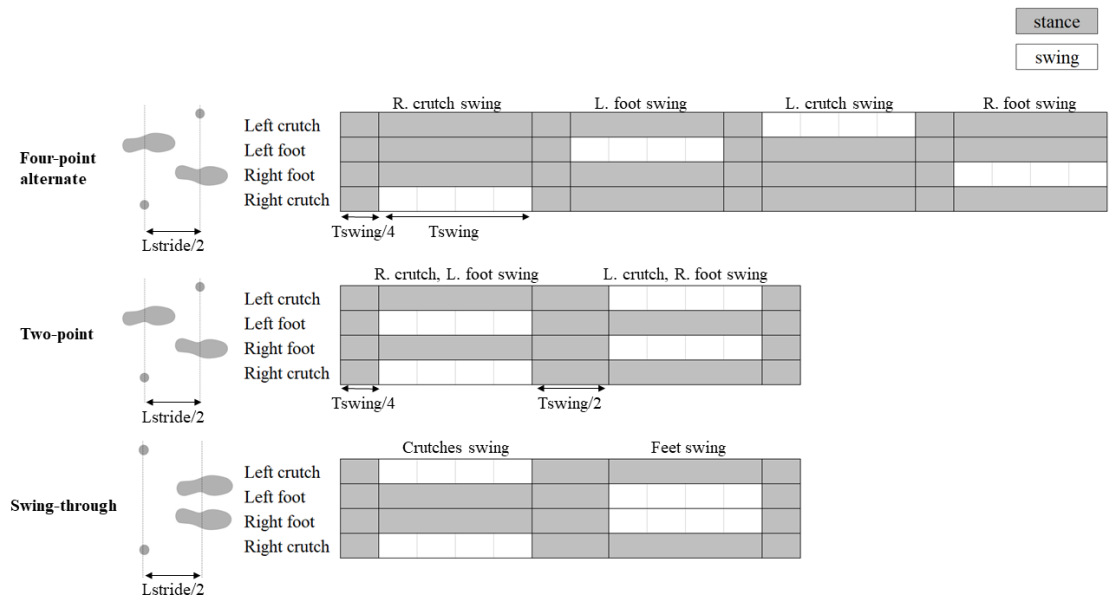 stance
swing
R. crutch swing
L. foot swing
L. crutch swing
R. foot swing
Four-point
alternate
Left crutch
Left foot
Right foot
Right crutch
Lstride/2
Tswing/4
Tswing
R. crutch, L. foot swing
L. crutch, R. foot swing
Two-point
Left crutch
Left foot
Right foot
Right crutch
Lstride/2
Tswing/4
Tswing/2
Crutches swing
Feet swing
Swing-through
Left crutch
Left foot
Right foot
Right crutch
Lstride/2